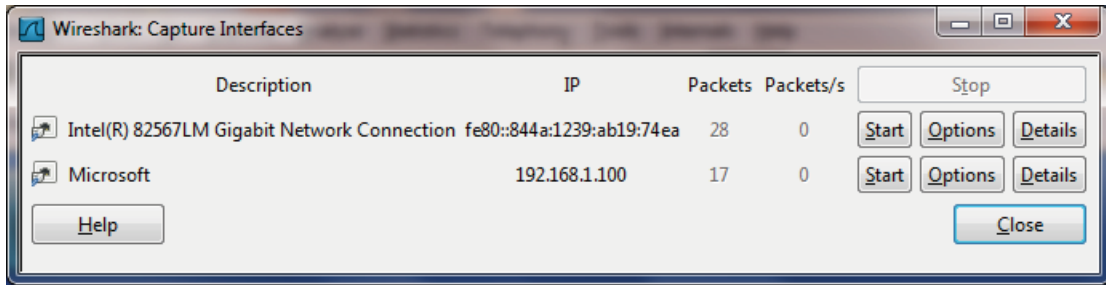 Wireshark: Capture Interfaces
Description IP Packets Packets/s Stop
Intel(R) 82567LM Gigabit Network Connection fe80::844a:1239:ab19:74ea 28 0 Start Options Details
Microsoft 192.168.1.100 17 0 Start Options Details
Help Close